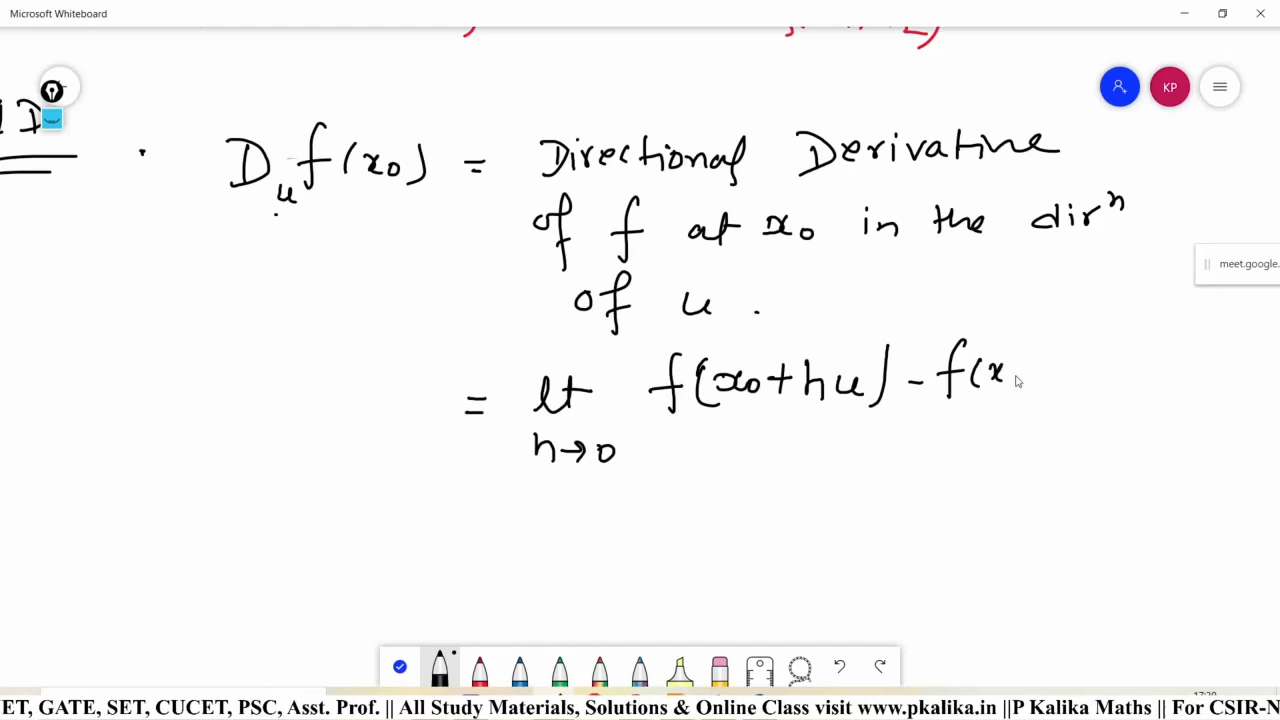 Microsoft Whiteboard
KP
D_u f(x₀) = Directional Derivative
of f at x₀ in the dirⁿ
of u .
= lt f(x₀+hu) - f(x
h→0
meet.google.
ET, GATE, SET, CUCET, PSC, Asst. Prof. || All Study Materials, Solutions & Online Class visit www.pkalika.in ||P Kalika Maths || For CSIR-N